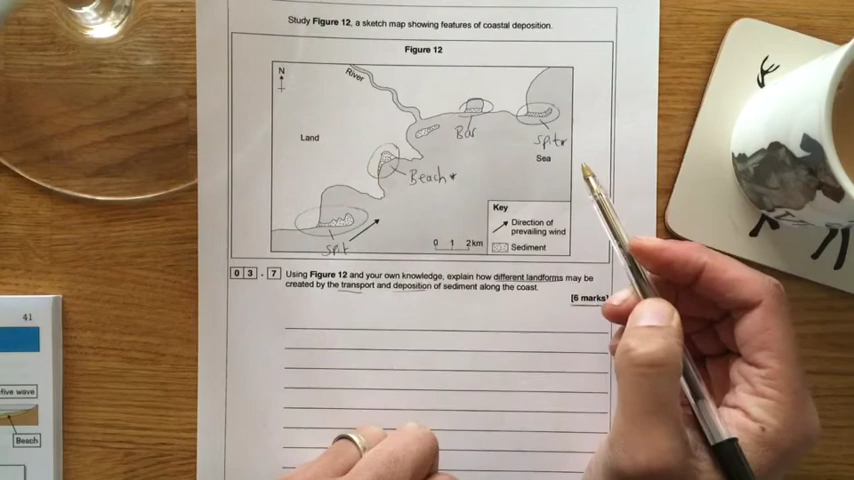 Study Figure 12, a sketch map showing features of coastal deposition.
Figure 12
N
River
Land
Bar
Spit*
Sea
Beach*
Spit
Key
Direction of
prevailing wind
Sediment
0 1 2 km
0 3 . 7 Using Figure 12 and your own knowledge, explain how different landforms may be
created by the transport and deposition of sediment along the coast.
[6 marks]
41
tive wave
Beach